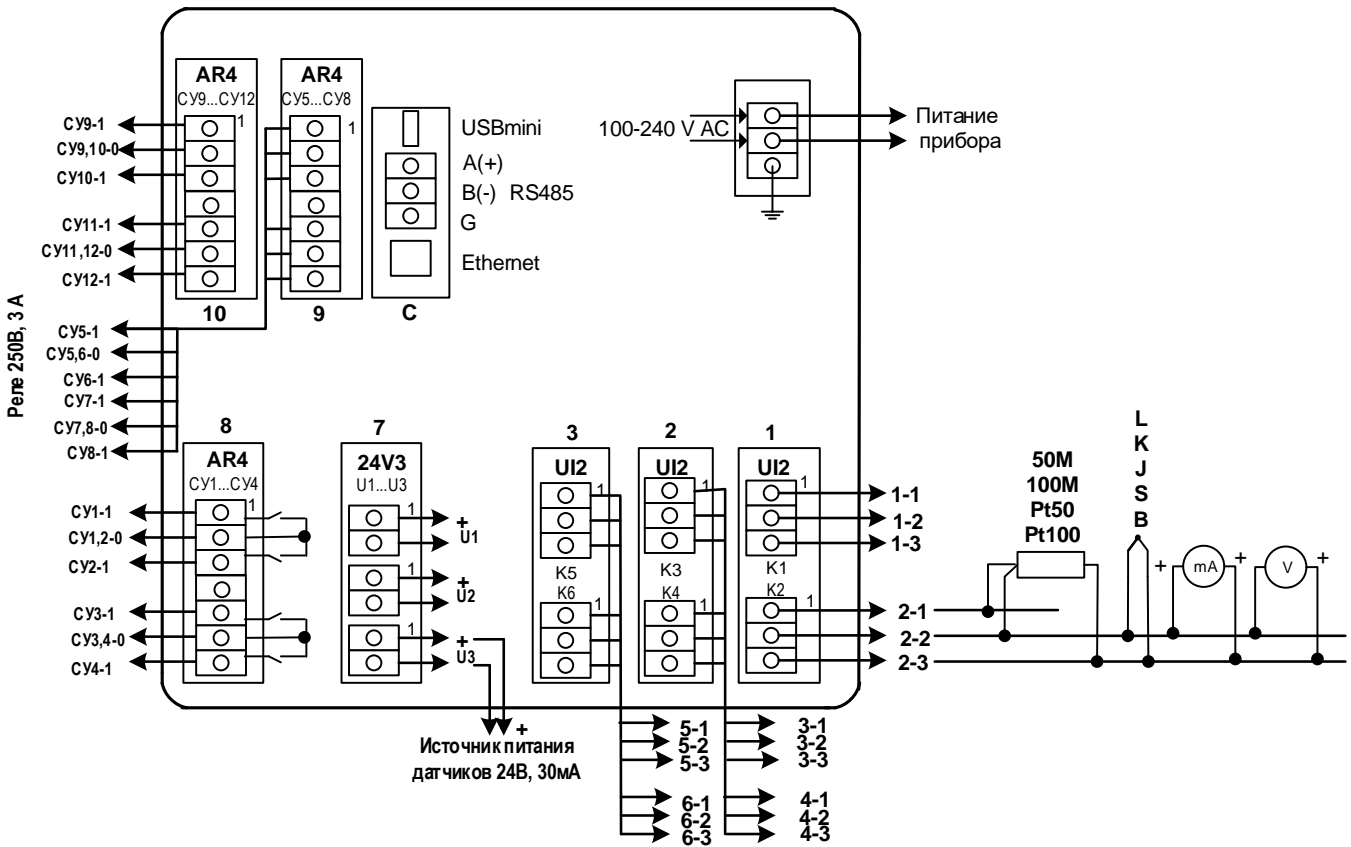 AR4
СУ9...СУ12
1
10
AR4
СУ5...СУ8
1
9
USBmini
A(+)
B(-) RS485
G
Ethernet
C
100-240 V AC
Питание
прибора
СУ9-1
СУ9,10-0
СУ10-1
СУ11-1
СУ11,12-0
СУ12-1
Реле 250В, 3 А
СУ5-1
СУ5,6-0
СУ6-1
СУ7-1
СУ7,8-0
СУ8-1
8
AR4
СУ1...СУ4
1
СУ1-1
СУ1,2-0
СУ2-1
СУ3-1
СУ3,4-0
СУ4-1
7
24V3
U1...U3
1
+
U1
1
+
U2
1
+
U3
+
Источник питания
датчиков 24В, 30мА
3
UI2
1
K5
K6
1
2
UI2
1
K3
K4
1
1
UI2
1
K1
K2
1
1-1
1-2
1-3
2-1
2-2
2-3
5-1
5-2
5-3
6-1
6-2
6-3
3-1
3-2
3-3
4-1
4-2
4-3
50M
100M
Pt50
Pt100
L
K
J
S
B
+
mA
+
V
+